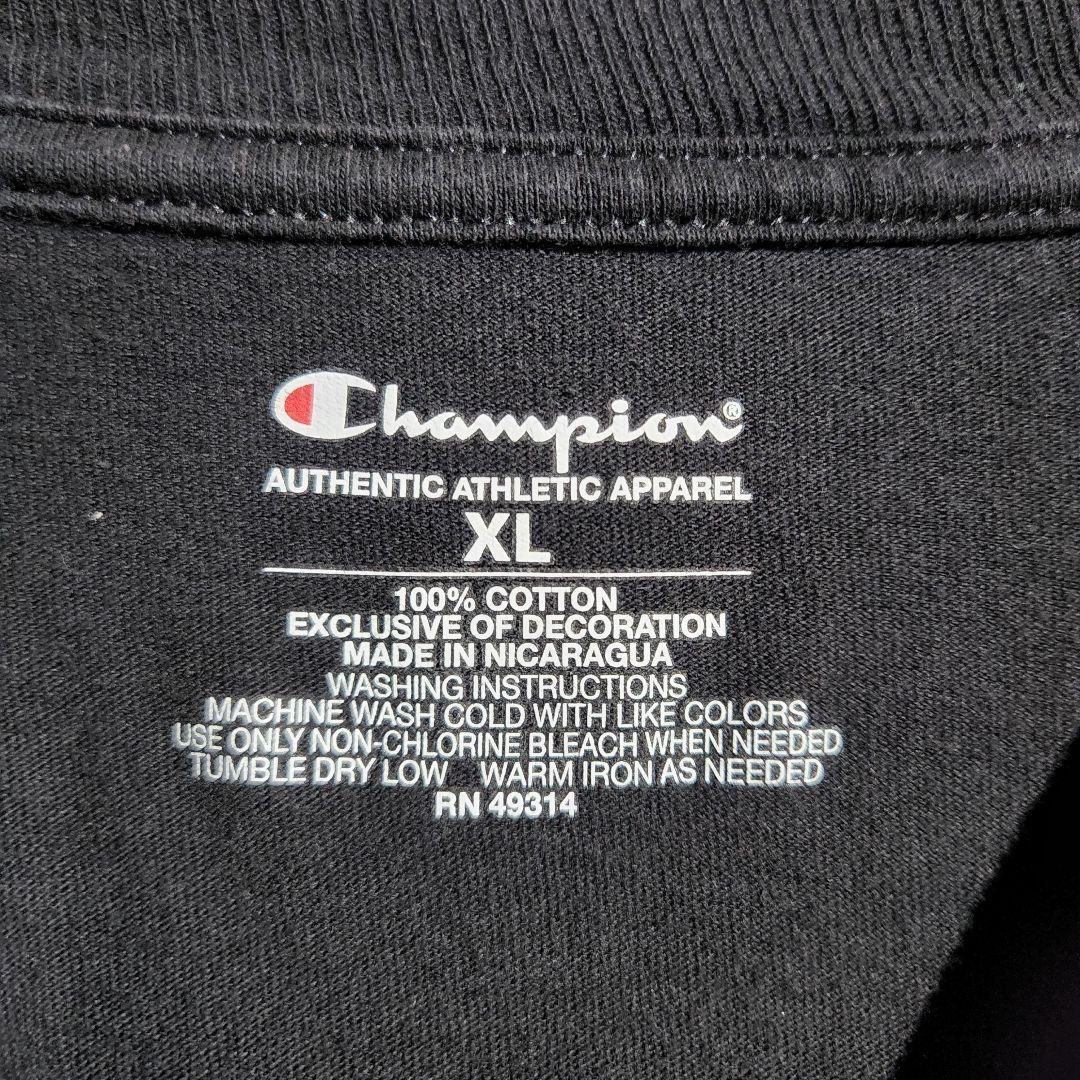 Champion®
AUTHENTIC ATHLETIC APPAREL
XL
100% COTTON
EXCLUSIVE OF DECORATION
MADE IN NICARAGUA
WASHING INSTRUCTIONS
MACHINE WASH COLD WITH LIKE COLORS
USE ONLY NON-CHLORINE BLEACH WHEN NEEDED
TUMBLE DRY LOW WARM IRON AS NEEDED
RN 49314